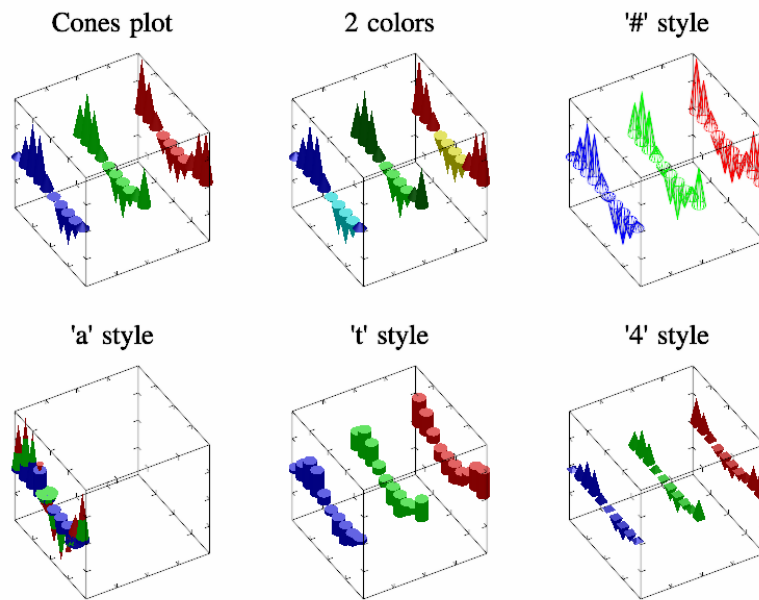 Cones plot
2 colors
'#' style
'a' style
't' style
'4' style